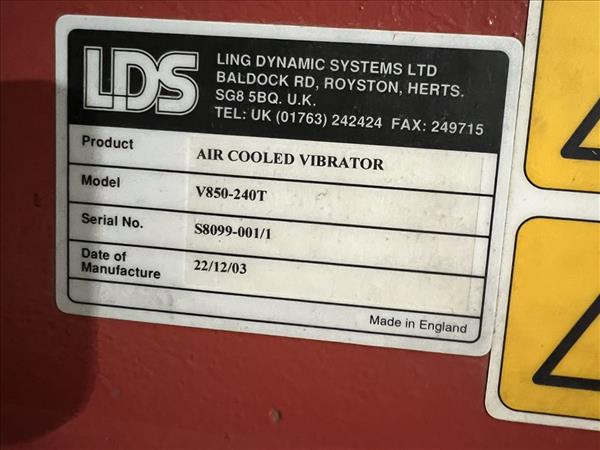 LDS
LING DYNAMIC SYSTEMS LTD
BALDOCK RD, ROYSTON, HERTS.
SG8 5BQ. U.K.
TEL: UK (01763) 242424 FAX: 249715
Product AIR COOLED VIBRATOR
Model V850-240T
Serial No. S8099-001/1
Date of
Manufacture 22/12/03
Made in England